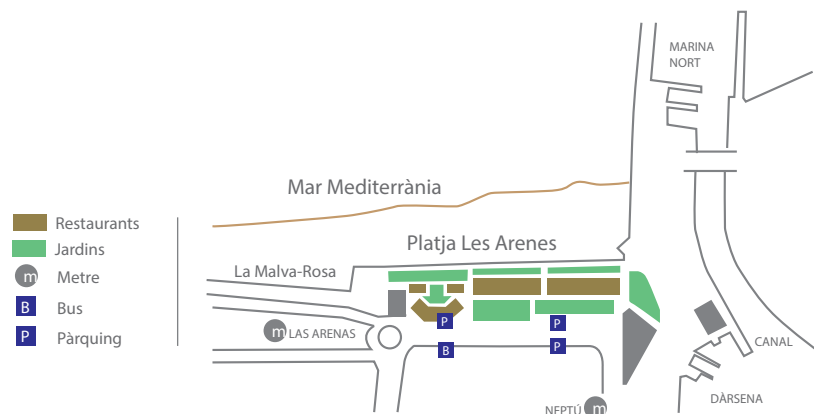 MARINA
NORT
Mar Mediterrània
Restaurants
Jardins
m Metre
B Bus
P Pàrquing
Platja Les Arenes
La Malva-Rosa
m LAS ARENAS
P
P
B
P
CANAL
DÀRSENA
NEPTÚ m